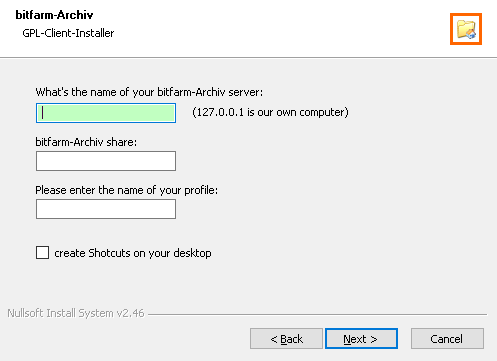 bitfarm-Archiv
GPL-Client-Installer
What's the name of your bitfarm-Archiv server:
(127.0.0.1 is our own computer)
bitfarm-Archiv share:
Please enter the name of your profile:
create Shotcuts on your desktop
Nullsoft Install System v2.46
< Back Next > Cancel